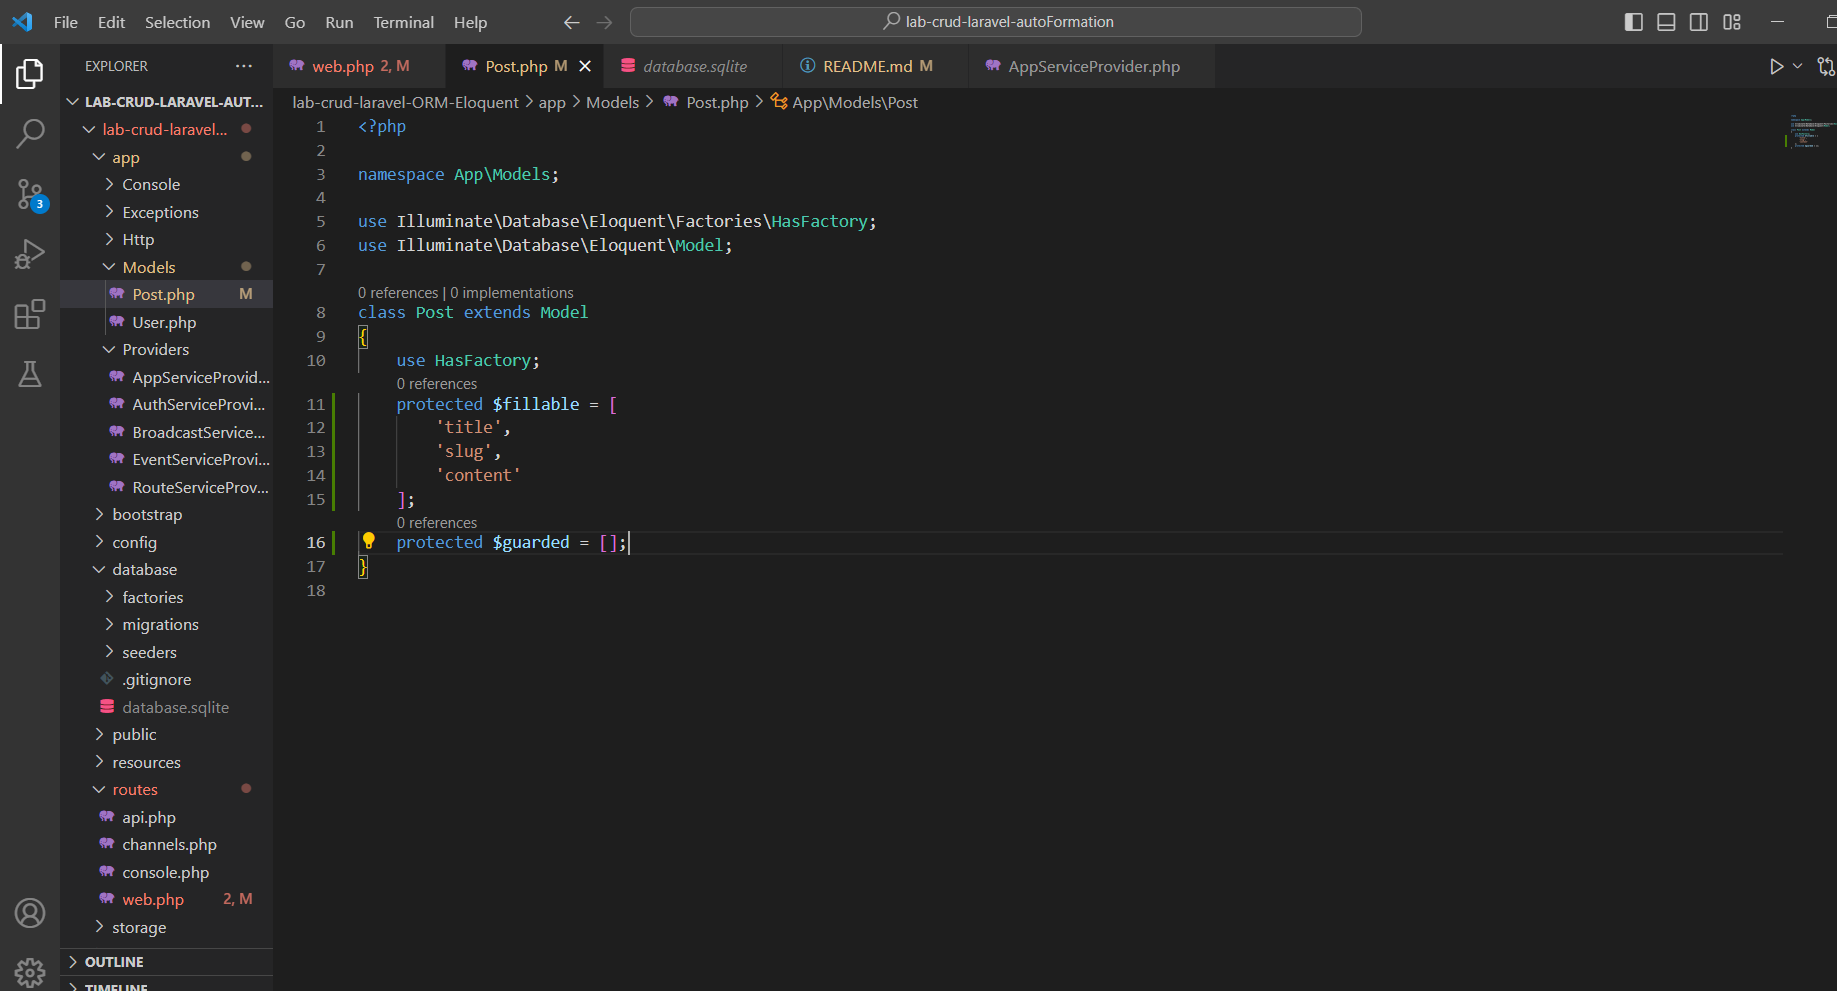 File Edit Selection View Go Run Terminal Help
lab-crud-laravel-autoFormation
EXPLORER
LAB-CRUD-LARAVEL-AUT...
lab-crud-laravel...
app
Console
Exceptions
Http
Models
Post.php M
User.php
Providers
AppServiceProvid...
AuthServiceProvi...
BroadcastService...
EventServiceProvi...
RouteServiceProv...
bootstrap
config
database
factories
migrations
seeders
.gitignore
database.sqlite
public
resources
routes
api.php
channels.php
console.php
web.php 2, M
storage
OUTLINE
TIMELINE
3
web.php 2, M
Post.php M
database.sqlite
README.md M
AppServiceProvider.php
lab-crud-laravel-ORM-Eloquent > app > Models > Post.php > App\Models\Post
1 <?php
2
3 namespace App\Models;
4
5 use Illuminate\Database\Eloquent\Factories\HasFactory;
6 use Illuminate\Database\Eloquent\Model;
7
0 references | 0 implementations
8 class Post extends Model
9 {
10 use HasFactory;
0 references
11 protected $fillable = [
12 'title',
13 'slug',
14 'content'
15 ];
0 references
16 protected $guarded = [];
17 }
18